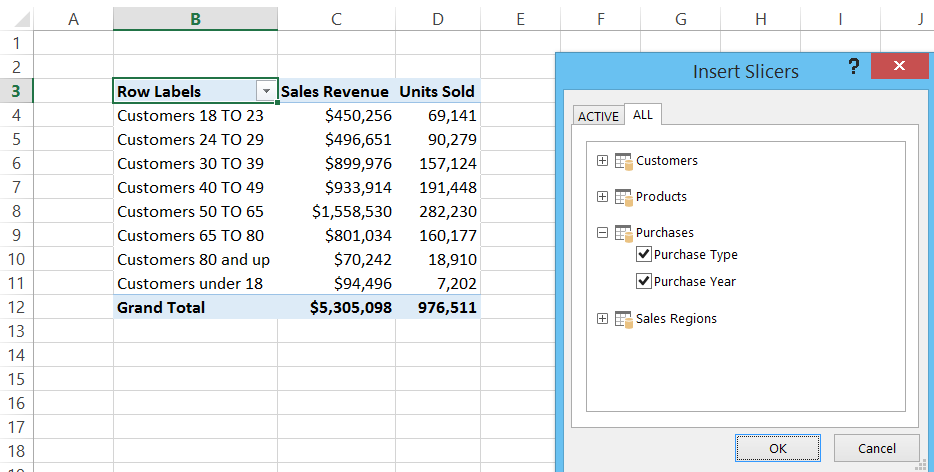 A B C D E F G H I J
1
2
3 Row Labels Sales Revenue Units Sold
4 Customers 18 TO 23 $450,256 69,141
5 Customers 24 TO 29 $496,651 90,279
6 Customers 30 TO 39 $899,976 157,124
7 Customers 40 TO 49 $933,914 191,448
8 Customers 50 TO 65 $1,558,530 282,230
9 Customers 65 TO 80 $801,034 160,177
10 Customers 80 and up $70,242 18,910
11 Customers under 18 $94,496 7,202
12 Grand Total $5,305,098 976,511
13
14
15
16
17
18
Insert Slicers ?
ACTIVE ALL
Customers
Products
Purchases
Purchase Type
Purchase Year
Sales Regions
OK Cancel